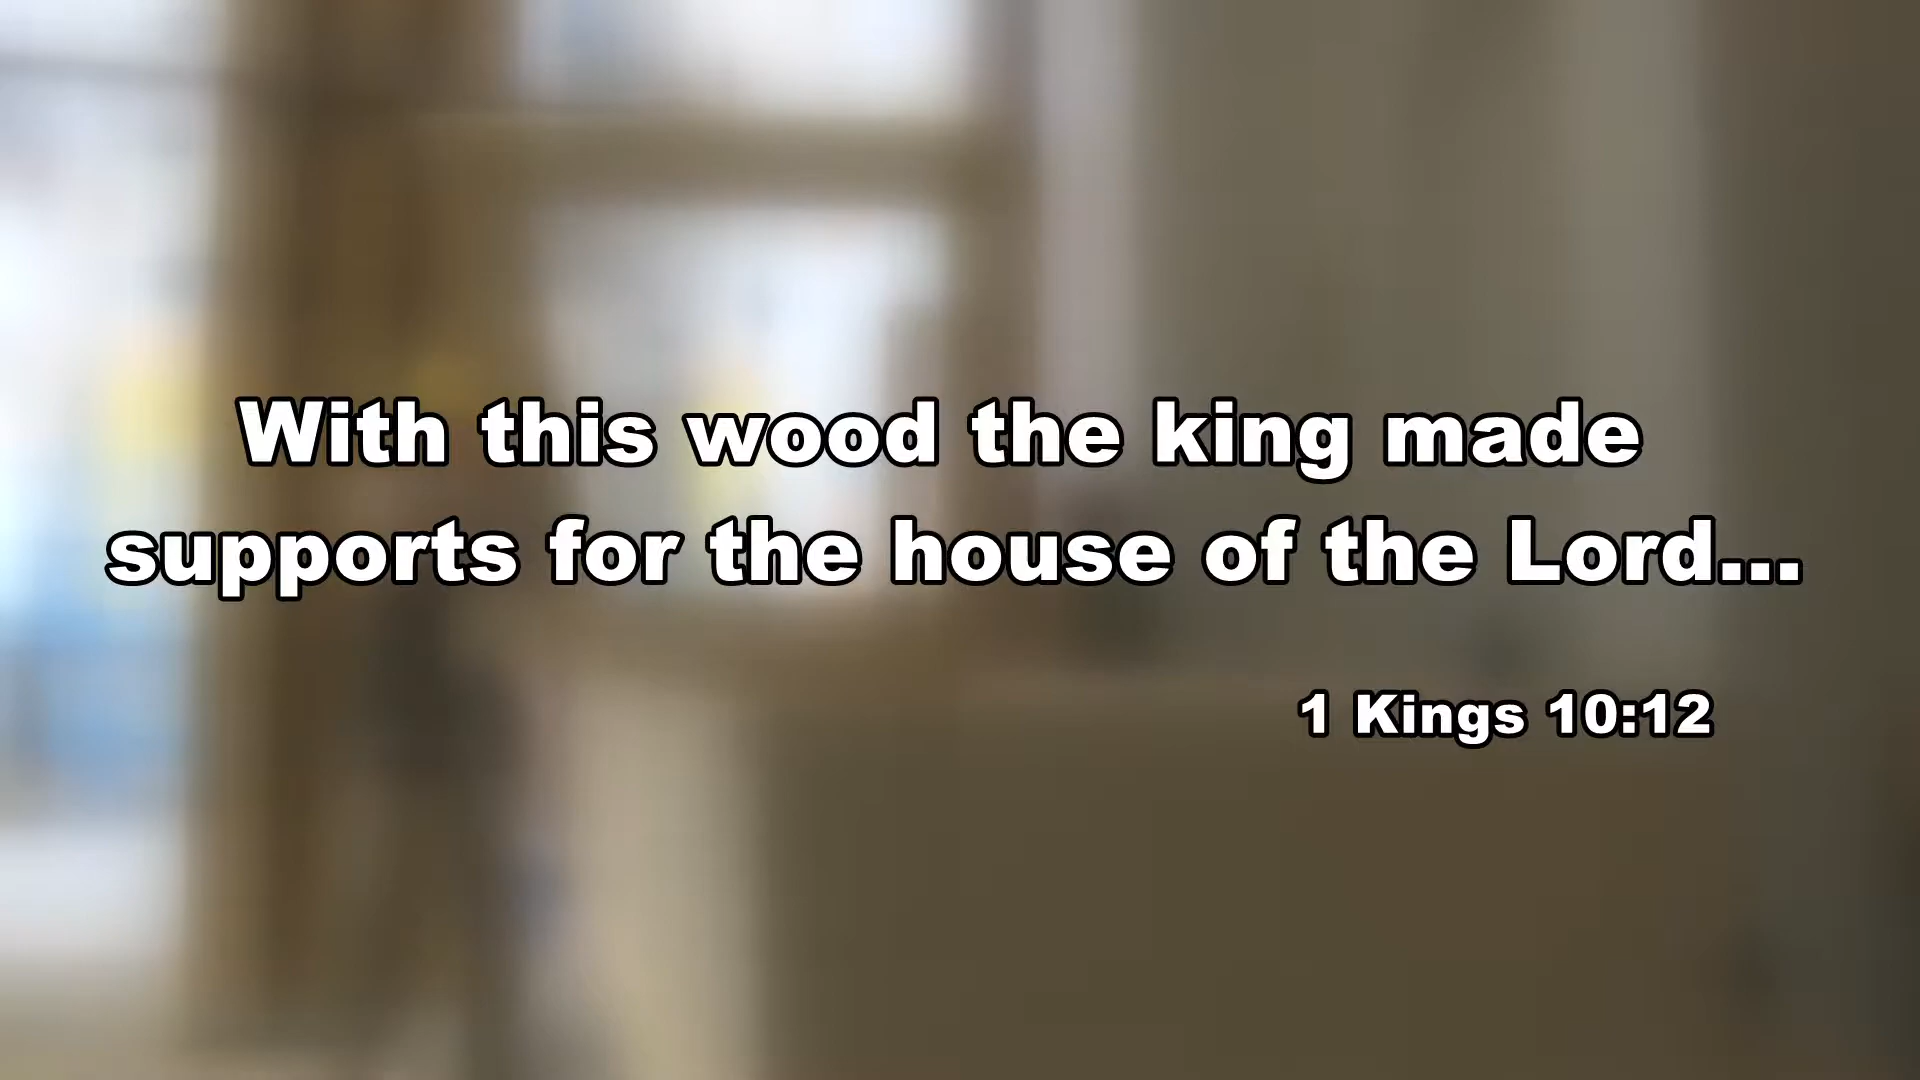 With this wood the king made
supports for the house of the Lord...
1 Kings 10:12